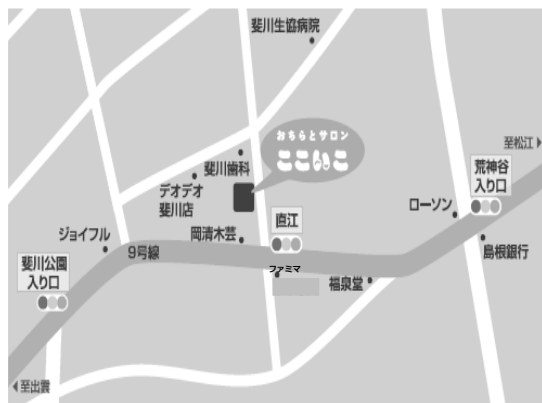 斐川生協病院
おちらとサロン
ここかこ
至松江
荒神谷
入り口
斐川歯科
デオデオ
斐川店
ローソン
直江
ジョイフル
岡清木芸
9号線
島根銀行
斐川公園
入り口
ファミマ
福泉堂
至出雲